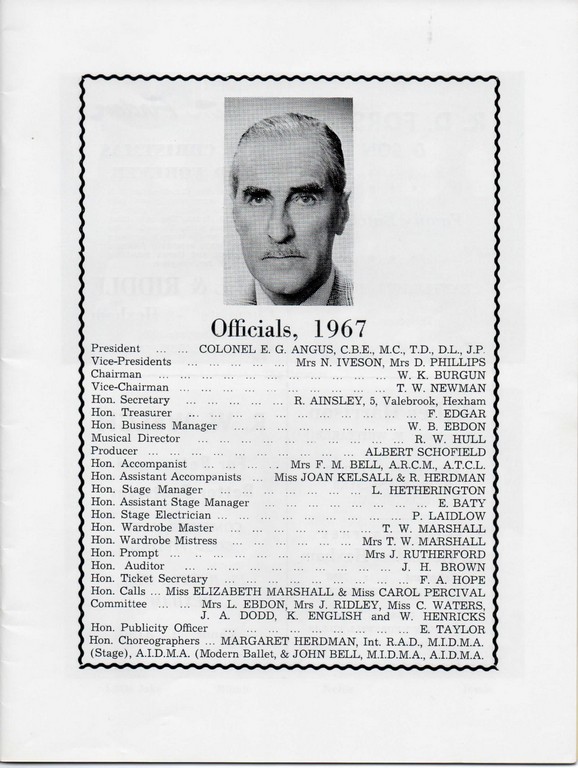 Officials, 1967
President ... ... COLONEL E. G. ANGUS, C.B.E., M.C., T.D., D.L., J.P.
Vice-Presidents ... ... ... ... ... Mrs N. IVESON, Mrs D. PHILLIPS
Chairman ... ... ... ... ... ... ... ... ... W. K. BURGUN
Vice-Chairman ... ... ... ... ... ... ... ... T. W. NEWMAN
Hon. Secretary ... ... ... ... R. AINSLEY, 5, Valebrook, Hexham
Hon. Treasurer ... ... ... ... ... ... ... ... F. EDGAR
Hon. Business Manager ... ... ... ... ... ... W. B. EBDON
Musical Director ... ... ... ... ... ... ... R. W. HULL
Producer ... ... ... ... ... ... ... ALBERT SCHOFIELD
Hon. Accompanist ... ... ... Mrs F. M. BELL, A.R.C.M., A.T.C.L.
Hon. Assistant Accompanists ... Miss JOAN KELSALL & R. HERDMAN
Hon. Stage Manager ... ... ... ... ... L. HETHERINGTON
Hon. Assistant Stage Manager ... ... ... ... ... E. BATY
Hon. Stage Electrician ... ... ... ... ... ... P. LAIDLOW
Hon. Wardrobe Master ... ... ... ... ... T. W. MARSHALL
Hon. Wardrobe Mistress ... ... ... ... Mrs T. W. MARSHALL
Hon. Prompt ... ... ... ... ... ... ... Mrs J. RUTHERFORD
Hon. Auditor ... ... ... ... ... ... ... J. H. BROWN
Hon. Ticket Secretary ... ... ... ... ... ... F. A. HOPE
Hon. Calls ... Miss ELIZABETH MARSHALL & Miss CAROL PERCIVAL
Committee ... ... Mrs L. EBDON, Mrs J. RIDLEY, Miss C. WATERS,
J. A. DODD, K. ENGLISH and W. HENRICKS
Hon. Publicity Officer ... ... ... ... ... ... E. TAYLOR
Hon. Choreographers ... MARGARET HERDMAN, Int. R.A.D., M.I.D.M.A.
(Stage), A.I.D.M.A. (Modern Ballet, & JOHN BELL, M.I.D.M.A., A.I.D.M.A.